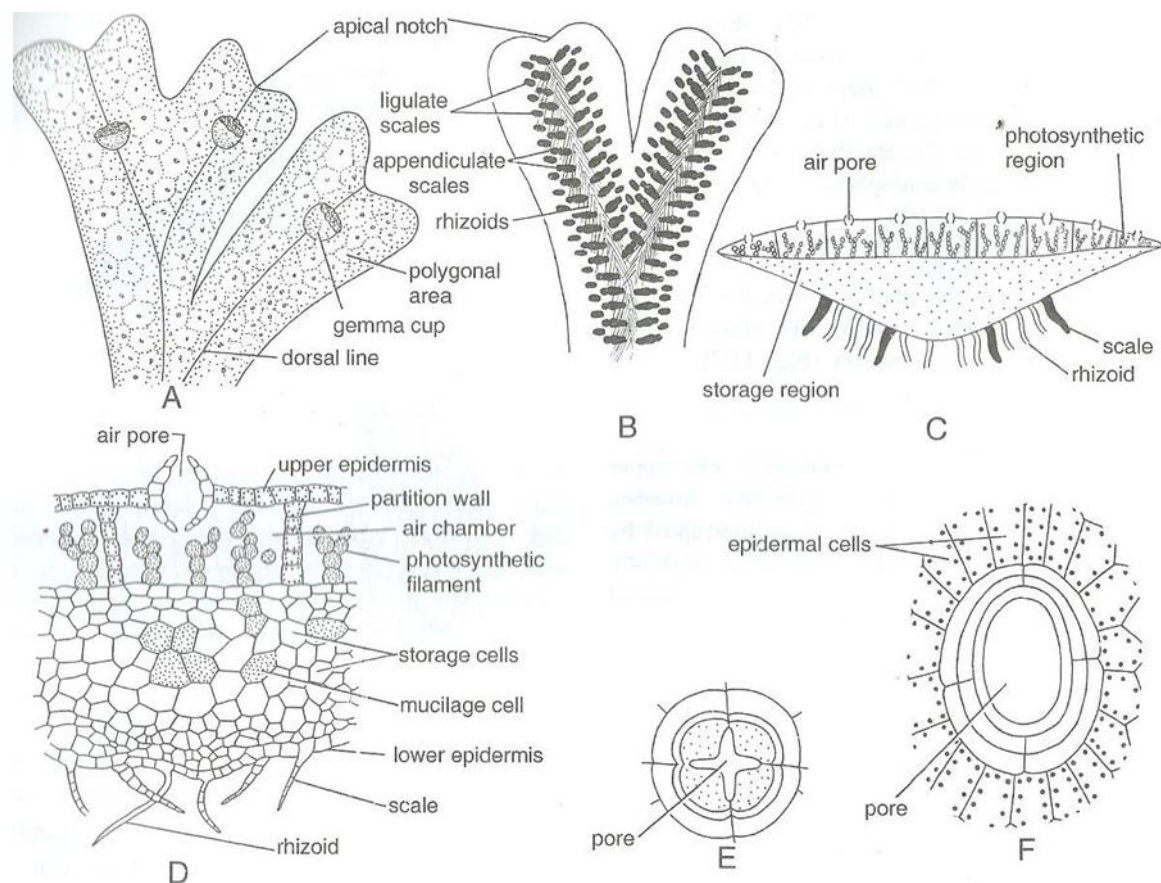 apical notch
ligulate
scales
appendiculate
scales
rhizoids
polygonal
area
gemma cup
dorsal line
A
B
photosynthetic
region
air pore
scale
rhizoid
storage region
C
air pore
upper epidermis
partition wall
air chamber
photosynthetic
filament
storage cells
mucilage cell
lower epidermis
scale
rhizoid
D
pore
E
epidermal cells
pore
F